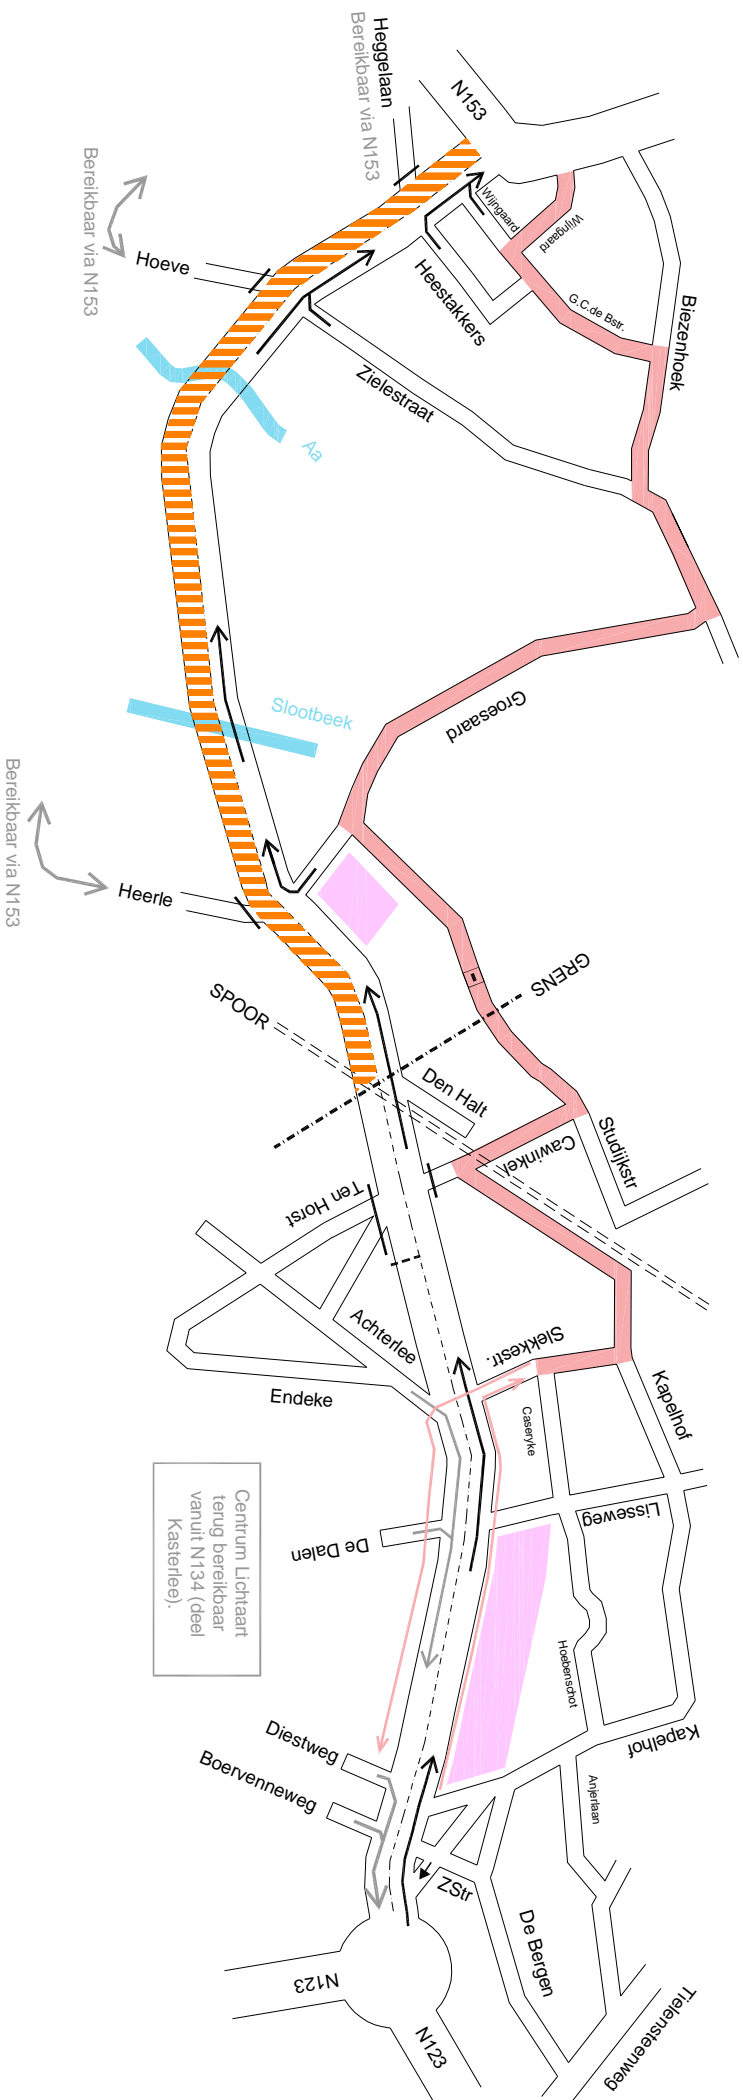 Heggelaan
Bereikbaar via N153
N153
Wijngaard
Wijngaard
G.C.de Bstr.
Biezenhoek
Bereikbaar via N153
Hoeve
Heestakkers
Zielestraat
Aa
Groesaard
Slootbeek
Bereikbaar via N153
Heerle
GRENS
SPOOR
Den Halt
Studijkstr
Cawinkel
Ten Horst
Achterlee
Slekkestr.
Endeke
Kapelhof
Caseryke
Lisseweg
De Dalen
Centrum Lichtaart
terug bereikbaar
vanuit N134 (deel
Kasterlee).
Hoebenschot
Kapelhof
Diestweg
Boervenneweg
Anjerlaan
ZStr
De Bergen
N123
N123
Tielensteenweg